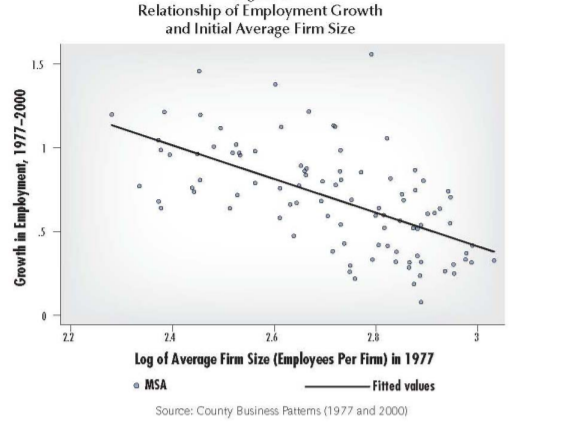 Relationship of Employment Growth
and Initial Average Firm Size
Growth in Employment, 1977–2000
1.5
1
.5
0
2.2 2.4 2.6 2.8 3
Log of Average Firm Size (Employees Per Firm) in 1977
MSA Fitted values
Source: County Business Patterns (1977 and 2000)